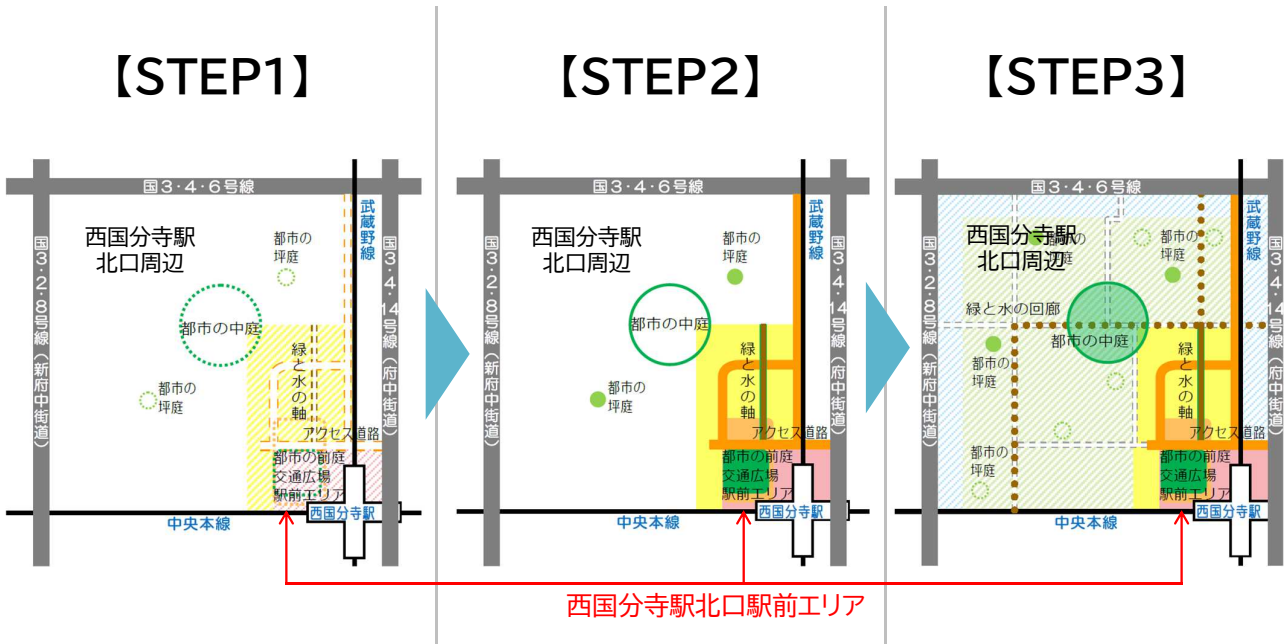 【STEP1】
国3・4・6号線
西国分寺駅
北口周辺
都市の
坪庭
武蔵野線
国3・2・8号線(新府中街道)
国3・4・14号線(府中街道)
都市の中庭
緑と水の軸
都市の
坪庭
アクセス道路
都市の前庭
交通広場
駅前エリア
西国分寺駅
中央本線
【STEP2】
国3・4・6号線
西国分寺駅
北口周辺
都市の
坪庭
武蔵野線
国3・2・8号線(新府中街道)
国3・4・14号線(府中街道)
都市の中庭
緑と水の軸
都市の
坪庭
アクセス道路
都市の前庭
交通広場
駅前エリア
西国分寺駅
中央本線
【STEP3】
国3・4・6号線
西国分寺駅
北口周辺
都市の
坪庭
武蔵野線
国3・2・8号線(新府中街道)
国3・4・14号線(府中街道)
緑と水の回廊
都市の中庭
都市の
坪庭
緑と水の軸
アクセス道路
都市の
坪庭
都市の前庭
交通広場
駅前エリア
西国分寺駅
中央本線
西国分寺駅北口駅前エリア